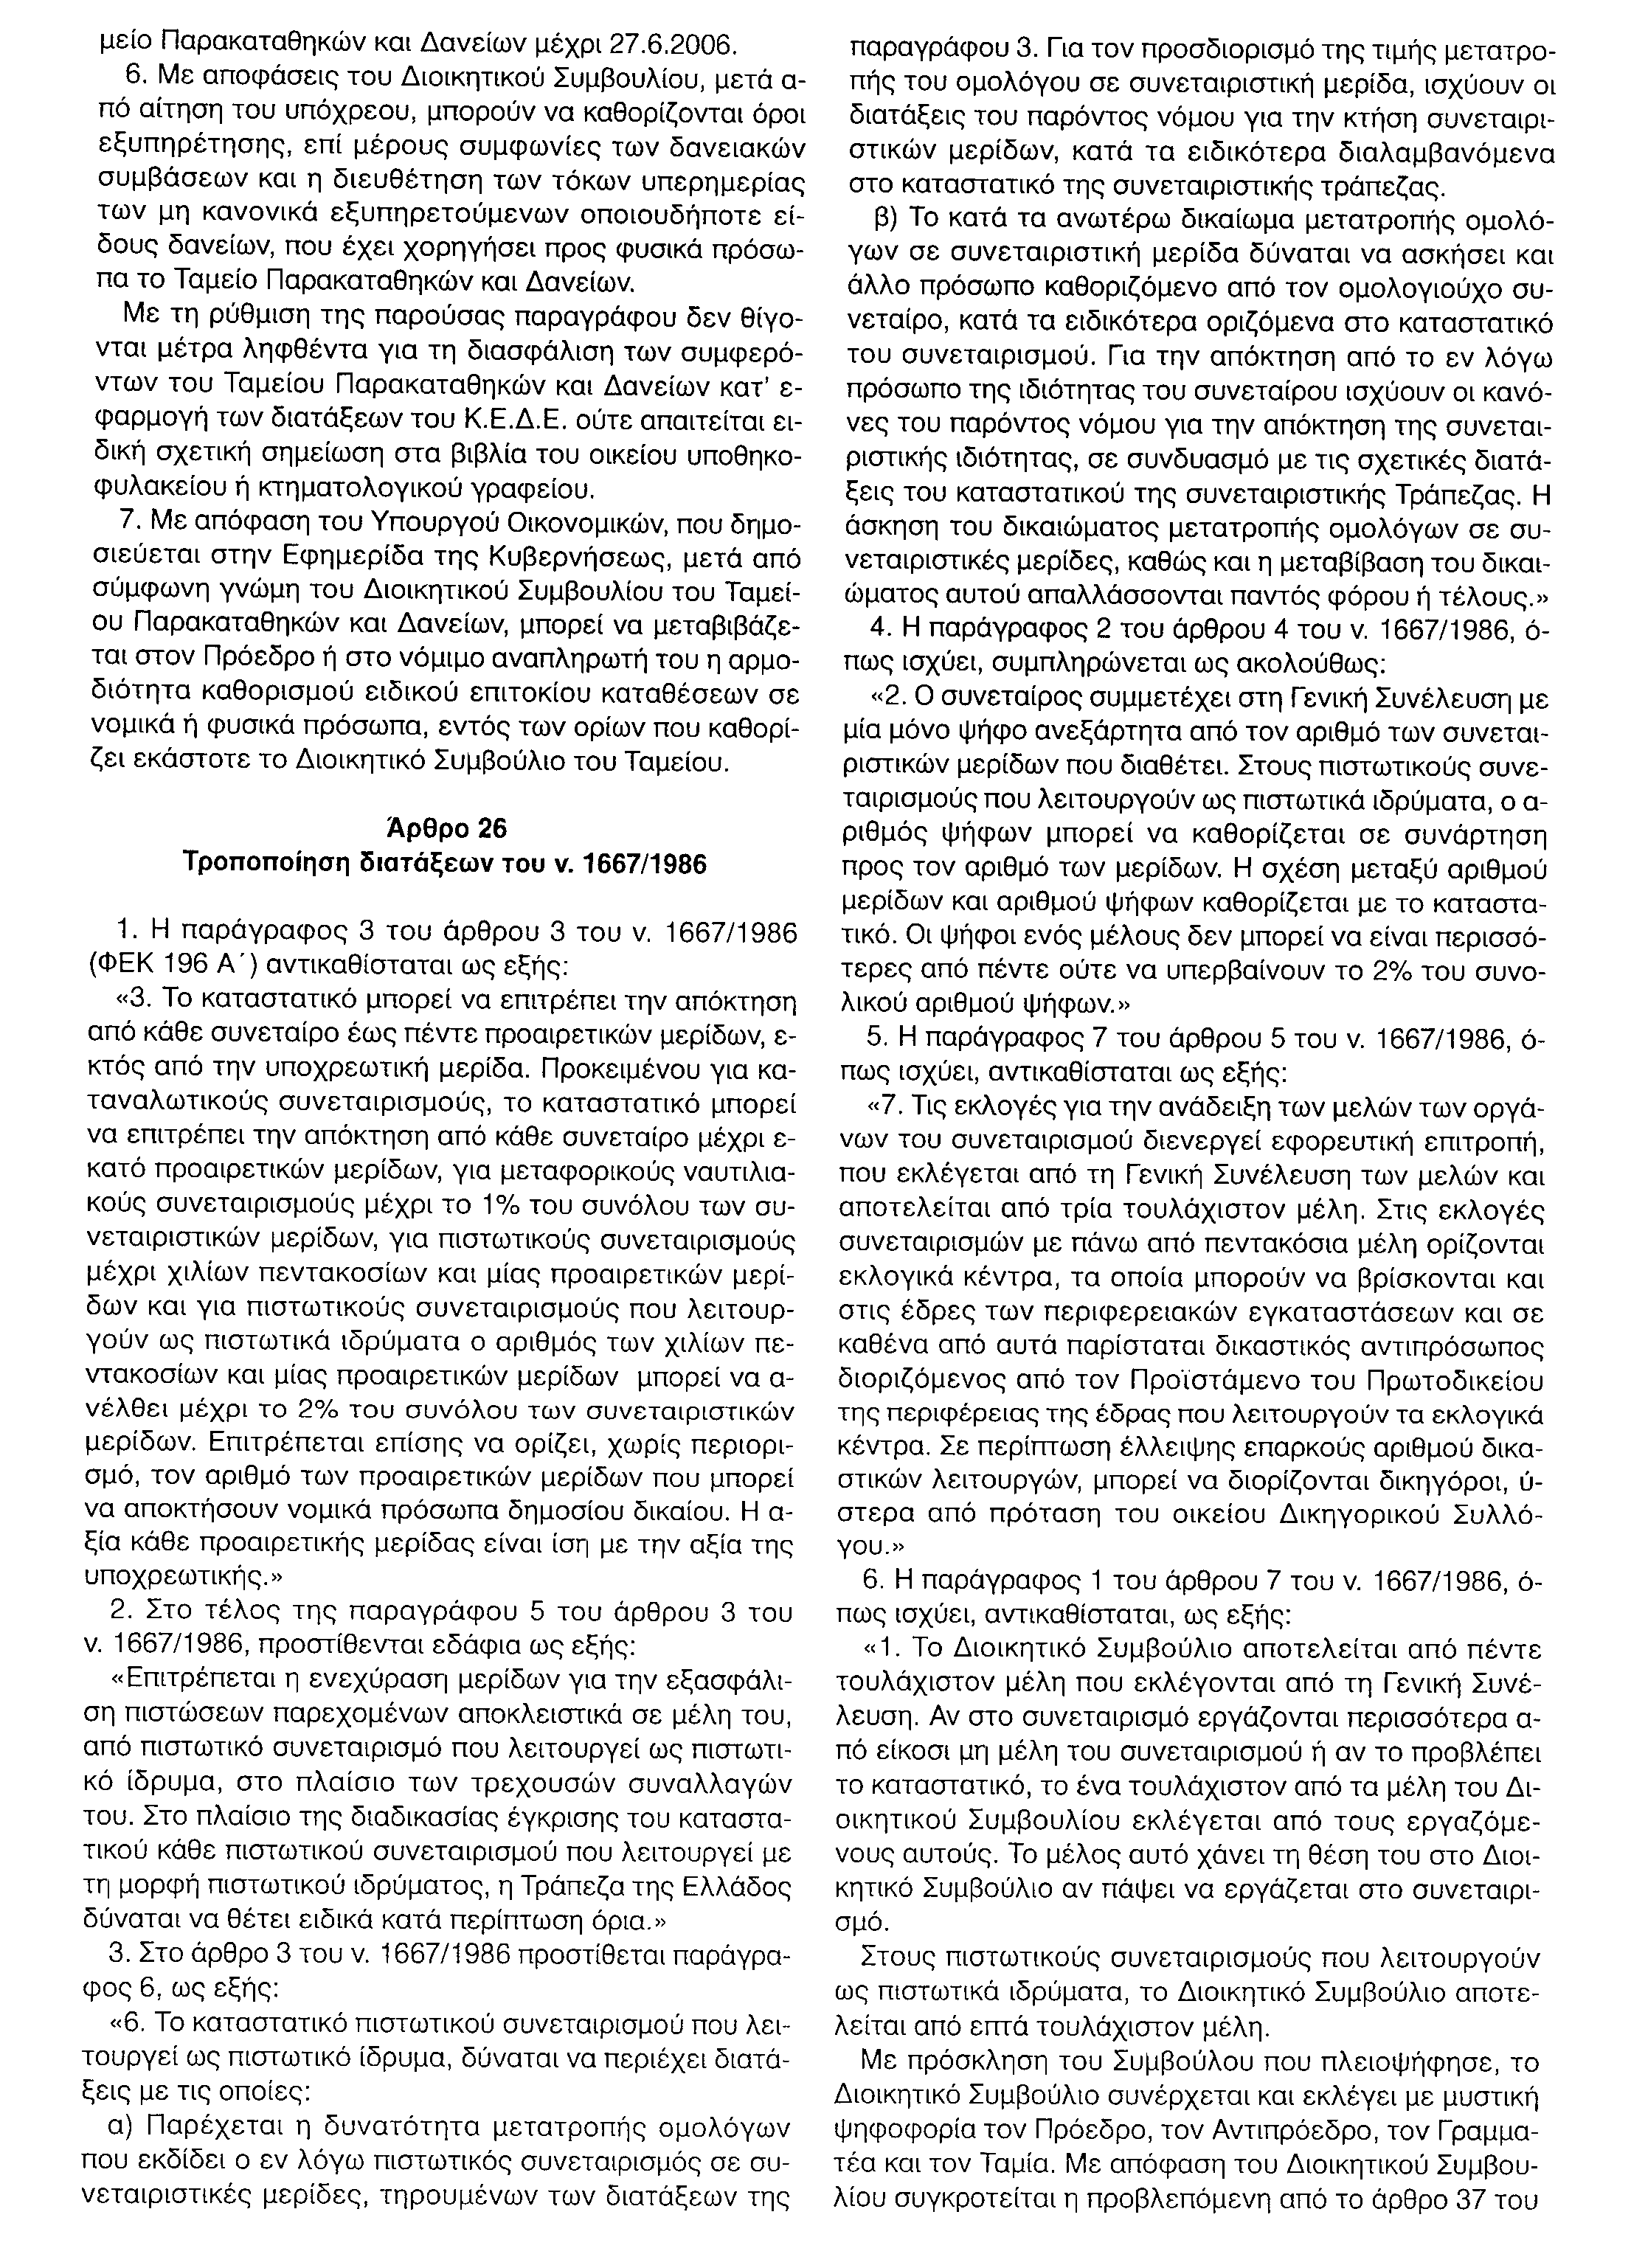 μείο Παρακαταθηκών και Δανείων μέχρι 27.6.2006.
6. Με αποφάσεις του Διοικητικού Συμβουλίου, μετά α-
πό αίτηση του υπόχρεου, μπορούν να καθορίζονται όροι
εξυπηρέτησης, επί μέρους συμφωνίες των δανειακών
συμβάσεων και η διευθέτηση των τόκων υπερημερίας
των μη κανονικά εξυπηρετούμενων οποιουδήποτε εί-
δους δανείων, που έχει χορηγήσει προς φυσικά πρόσω-
πα το Ταμείο Παρακαταθηκών και Δανείων.
Με τη ρύθμιση της παρούσας παραγράφου δεν θίγο-
νται μέτρα ληφθέντα για τη διασφάλιση των συμφερό-
ντων του Ταμείου Παρακαταθηκών και Δανείων κατ' ε-
φαρμογή των διατάξεων του Κ.Ε.Δ.Ε. ούτε απαιτείται ει-
δική σχετική σημείωση στα βιβλία του οικείου υποθηκο-
φυλακείου ή κτηματολογικού γραφείου.
7. Με απόφαση του Υπουργού Οικονομικών, που δημο-
σιεύεται στην Εφημερίδα της Κυβερνήσεως, μετά από
σύμφωνη γνώμη του Διοικητικού Συμβουλίου του Ταμεί-
ου Παρακαταθηκών και Δανείων, μπορεί να μεταβιβάζε-
ται στον Πρόεδρο ή στο νόμιμο αναπληρωτή του η αρμο-
διότητα καθορισμού ειδικού επιτοκίου καταθέσεων σε
νομικά ή φυσικά πρόσωπα, εντός των ορίων που καθορί-
ζει εκάστοτε το Διοικητικό Συμβούλιο του Ταμείου.
Άρθρο 26
Τροποποίηση διατάξεων του ν. 1667/1986
1. Η παράγραφος 3 του άρθρου 3 του ν. 1667/1986
(ΦΕΚ 196 Α΄) αντικαθίσταται ως εξής:
«3. Το καταστατικό μπορεί να επιτρέπει την απόκτηση
από κάθε συνεταίρο έως πέντε προαιρετικών μερίδων, ε-
κτός από την υποχρεωτική μερίδα. Προκειμένου για κα-
ταναλωτικούς συνεταιρισμούς, το καταστατικό μπορεί
να επιτρέπει την απόκτηση από κάθε συνεταίρο μέχρι ε-
κατό προαιρετικών μερίδων, για μεταφορικούς ναυτιλια-
κούς συνεταιρισμούς μέχρι το 1% του συνόλου των συ-
νεταιριστικών μερίδων, για πιστωτικούς συνεταιρισμούς
μέχρι χιλίων πεντακοσίων και μίας προαιρετικών μερί-
δων και για πιστωτικούς συνεταιρισμούς που λειτουρ-
γούν ως πιστωτικά ιδρύματα ο αριθμός των χιλίων πε-
ντακοσίων και μίας προαιρετικών μερίδων μπορεί να α-
νέλθει μέχρι το 2% του συνόλου των συνεταιριστικών
μερίδων. Επιτρέπεται επίσης να ορίζει, χωρίς περιορι-
σμό, τον αριθμό των προαιρετικών μερίδων που μπορεί
να αποκτήσουν νομικά πρόσωπα δημοσίου δικαίου. Η α-
ξία κάθε προαιρετικής μερίδας είναι ίση με την αξία της
υποχρεωτικής.»
2. Στο τέλος της παραγράφου 5 του άρθρου 3 του
ν. 1667/1986, προστίθενται εδάφια ως εξής:
«Επιτρέπεται η ενεχύραση μερίδων για την εξασφάλι-
ση πιστώσεων παρεχομένων αποκλειστικά σε μέλη του,
από πιστωτικό συνεταιρισμό που λειτουργεί ως πιστωτι-
κό ίδρυμα, στο πλαίσιο των τρεχουσών συναλλαγών
του. Στο πλαίσιο της διαδικασίας έγκρισης του καταστα-
τικού κάθε πιστωτικού συνεταιρισμού που λειτουργεί με
τη μορφή πιστωτικού ιδρύματος, η Τράπεζα της Ελλάδος
δύναται να θέτει ειδικά κατά περίπτωση όρια.»
3. Στο άρθρο 3 του ν. 1667/1986 προστίθεται παράγρα-
φος 6, ως εξής:
«6. Το καταστατικό πιστωτικού συνεταιρισμού που λει-
τουργεί ως πιστωτικό ίδρυμα, δύναται να περιέχει διατά-
ξεις με τις οποίες:
α) Παρέχεται η δυνατότητα μετατροπής ομολόγων
που εκδίδει ο εν λόγω πιστωτικός συνεταιρισμός σε συ-
νεταιριστικές μερίδες, τηρουμένων των διατάξεων της
παραγράφου 3. Για τον προσδιορισμό της τιμής μετατρο-
πής του ομολόγου σε συνεταιριστική μερίδα, ισχύουν οι
διατάξεις του παρόντος νόμου για την κτήση συνεταιρι-
στικών μερίδων, κατά τα ειδικότερα διαλαμβανόμενα
στο καταστατικό της συνεταιριστικής τράπεζας.
β) Το κατά τα ανωτέρω δικαίωμα μετατροπής ομολό-
γων σε συνεταιριστική μερίδα δύναται να ασκήσει και
άλλο πρόσωπο καθοριζόμενο από τον ομολογιούχο συ-
νεταίρο, κατά τα ειδικότερα οριζόμενα στο καταστατικό
του συνεταιρισμού. Για την απόκτηση από το εν λόγω
πρόσωπο της ιδιότητας του συνεταίρου ισχύουν οι κανό-
νες του παρόντος νόμου για την απόκτηση της συνεται-
ριστικής ιδιότητας, σε συνδυασμό με τις σχετικές διατά-
ξεις του καταστατικού της συνεταιριστικής Τράπεζας. Η
άσκηση του δικαιώματος μετατροπής ομολόγων σε συ-
νεταιριστικές μερίδες, καθώς και η μεταβίβαση του δικαι-
ώματος αυτού απαλλάσσονται παντός φόρου ή τέλους.»
4. Η παράγραφος 2 του άρθρου 4 του ν. 1667/1986, ό-
πως ισχύει, συμπληρώνεται ως ακολούθως:
«2. Ο συνεταίρος συμμετέχει στη Γενική Συνέλευση με
μία μόνο ψήφο ανεξάρτητα από τον αριθμό των συνεται-
ριστικών μερίδων που διαθέτει. Στους πιστωτικούς συνε-
ταιρισμούς που λειτουργούν ως πιστωτικά ιδρύματα, ο α-
ριθμός ψήφων μπορεί να καθορίζεται σε συνάρτηση
προς τον αριθμό των μερίδων. Η σχέση μεταξύ αριθμού
μερίδων και αριθμού ψήφων καθορίζεται με το καταστα-
τικό. Οι ψήφοι ενός μέλους δεν μπορεί να είναι περισσό-
τερες από πέντε ούτε να υπερβαίνουν το 2% του συνο-
λικού αριθμού ψήφων.»
5. Η παράγραφος 7 του άρθρου 5 του ν. 1667/1986, ό-
πως ισχύει, αντικαθίσταται ως εξής:
«7. Τις εκλογές για την ανάδειξη των μελών των οργά-
νων του συνεταιρισμού διενεργεί εφορευτική επιτροπή,
που εκλέγεται από τη Γενική Συνέλευση των μελών και
αποτελείται από τρία τουλάχιστον μέλη. Στις εκλογές
συνεταιρισμών με πάνω από πεντακόσια μέλη ορίζονται
εκλογικά κέντρα, τα οποία μπορούν να βρίσκονται και
στις έδρες των περιφερειακών εγκαταστάσεων και σε
καθένα από αυτά παρίσταται δικαστικός αντιπρόσωπος
διοριζόμενος από τον Προϊστάμενο του Πρωτοδικείου
της περιφέρειας της έδρας που λειτουργούν τα εκλογικά
κέντρα. Σε περίπτωση έλλειψης επαρκούς αριθμού δικα-
στικών λειτουργών, μπορεί να διορίζονται δικηγόροι, ύ-
στερα από πρόταση του οικείου Δικηγορικού Συλλό-
γου.»
6. Η παράγραφος 1 του άρθρου 7 του ν. 1667/1986, ό-
πως ισχύει, αντικαθίσταται, ως εξής:
«1. Το Διοικητικό Συμβούλιο αποτελείται από πέντε
τουλάχιστον μέλη που εκλέγονται από τη Γενική Συνέ-
λευση. Αν στο συνεταιρισμό εργάζονται περισσότερα α-
πό είκοσι μη μέλη του συνεταιρισμού ή αν το προβλέπει
το καταστατικό, το ένα τουλάχιστον από τα μέλη του Δι-
οικητικού Συμβουλίου εκλέγεται από τους εργαζόμε-
νους αυτούς. Το μέλος αυτό χάνει τη θέση του στο Διοι-
κητικό Συμβούλιο αν πάψει να εργάζεται στο συνεταιρι-
σμό.
Στους πιστωτικούς συνεταιρισμούς που λειτουργούν
ως πιστωτικά ιδρύματα, το Διοικητικό Συμβούλιο αποτε-
λείται από επτά τουλάχιστον μέλη.
Με πρόσκληση του Συμβούλου που πλειοψήφησε, το
Διοικητικό Συμβούλιο συνέρχεται και εκλέγει με μυστική
ψηφοφορία τον Πρόεδρο, τον Αντιπρόεδρο, τον Γραμμα-
τέα και τον Ταμία. Με απόφαση του Διοικητικού Συμβου-
λίου συγκροτείται η προβλεπόμενη από το άρθρο 37 του